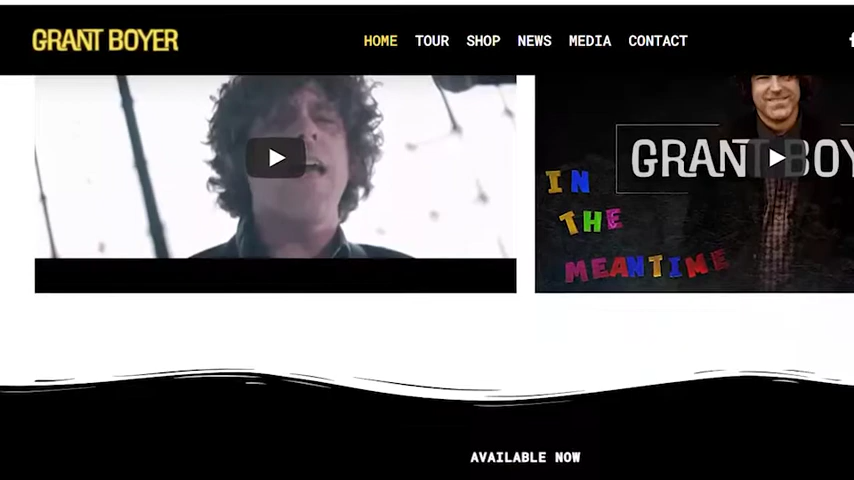 GRANT BOYER
HOME TOUR SHOP NEWS MEDIA CONTACT
GRANT BOY
IN
THE
MEANTIME
AVAILABLE NOW